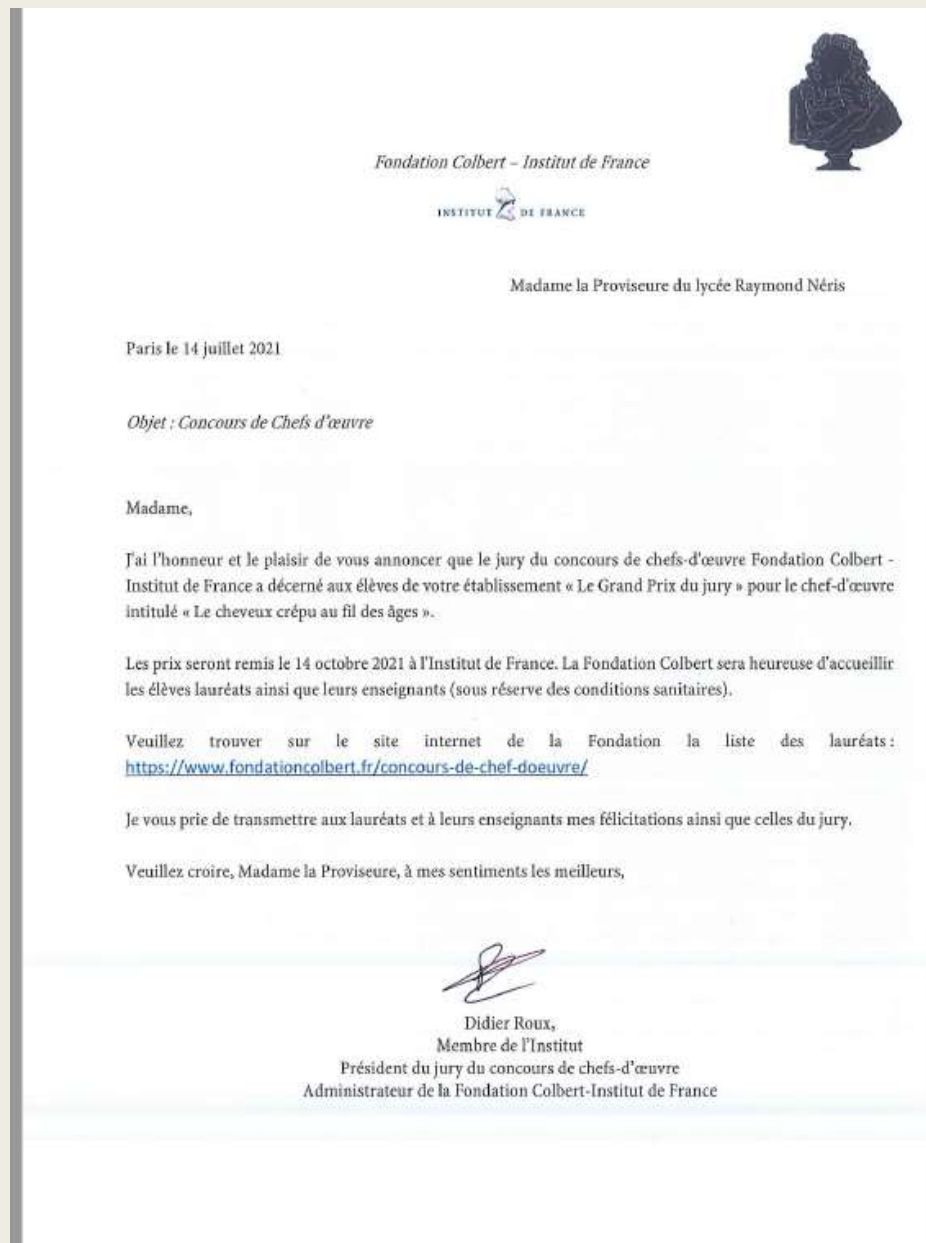 Fondation Colbert – Institut de France
INSTITUT DE FRANCE
Madame la Proviseure du lycée Raymond Néris
Paris le 14 juillet 2021
Objet : Concours de Chefs d'œuvre
Madame,
J'ai l'honneur et le plaisir de vous annoncer que le jury du concours de chefs-d'œuvre Fondation Colbert -
Institut de France a décerné aux élèves de votre établissement « Le Grand Prix du jury » pour le chef-d'œuvre
intitulé « Le cheveux crépu au fil des âges ».
Les prix seront remis le 14 octobre 2021 à l'Institut de France. La Fondation Colbert sera heureuse d'accueillir
les élèves lauréats ainsi que leurs enseignants (sous réserve des conditions sanitaires).
Veuillez trouver sur le site internet de la Fondation la liste des lauréats :
https://www.fondationcolbert.fr/concours-de-chef-doeuvre/
Je vous prie de transmettre aux lauréats et à leurs enseignants mes félicitations ainsi que celles du jury.
Veuillez croire, Madame la Proviseure, à mes sentiments les meilleurs,
Didier Roux,
Membre de l'Institut
Président du jury du concours de chefs-d'œuvre
Administrateur de la Fondation Colbert-Institut de France